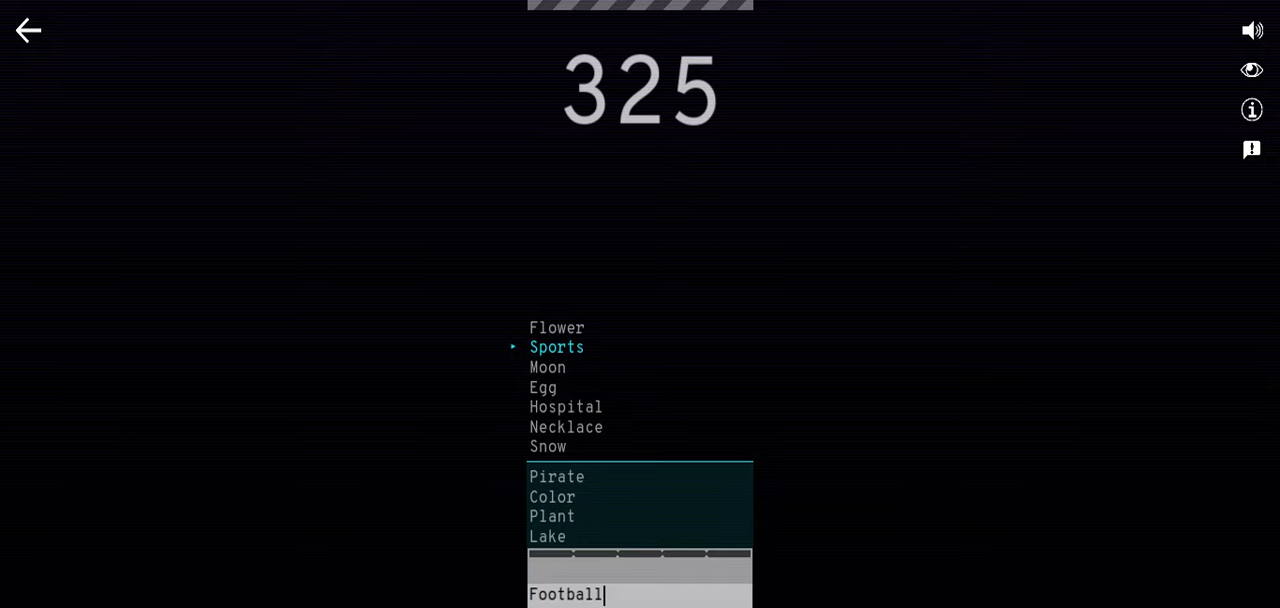 325
Flower
Sports
Moon
Egg
Hospital
Necklace
Snow
Pirate
Color
Plant
Lake
Football